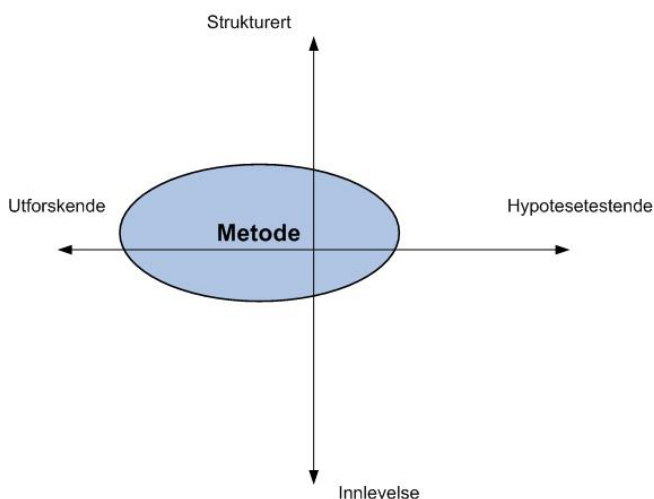 Strukturert
Utforskende
Hypotesetestende
Metode
Innlevelse